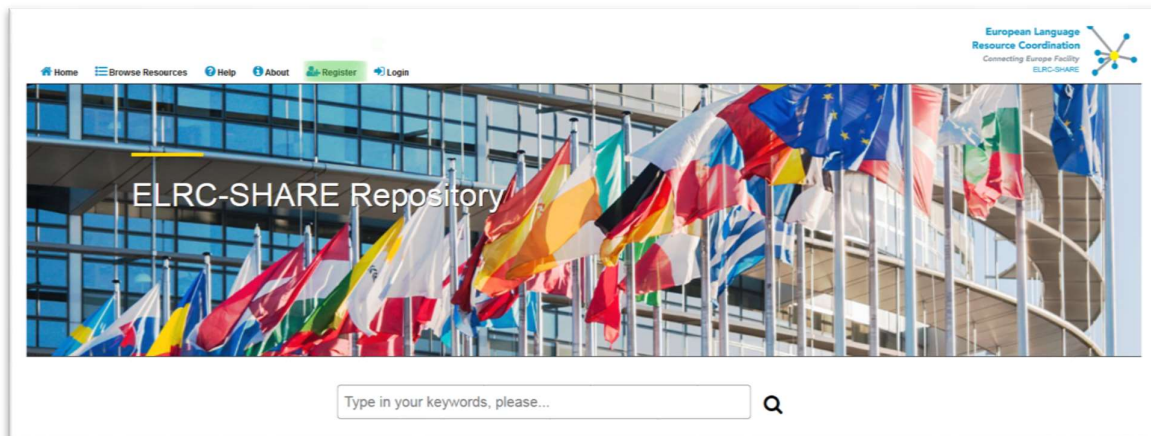 European Language
Resource Coordination
Connecting Europe Facility
ELRC-SHARE
Home Browse Resources Help About Register Login
ELRC-SHARE Repository
Type in your keywords, please...